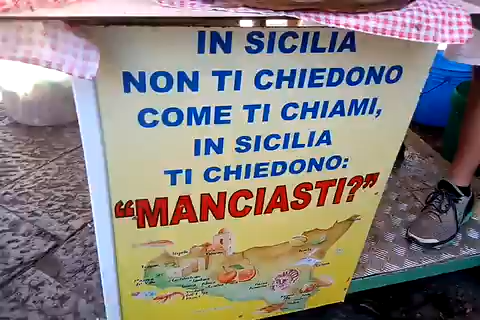 IN SICILIA
NON TI CHIEDONO
COME TI CHIAMI,
IN SICILIA
TI CHIEDONO:
“MANCIASTI?”